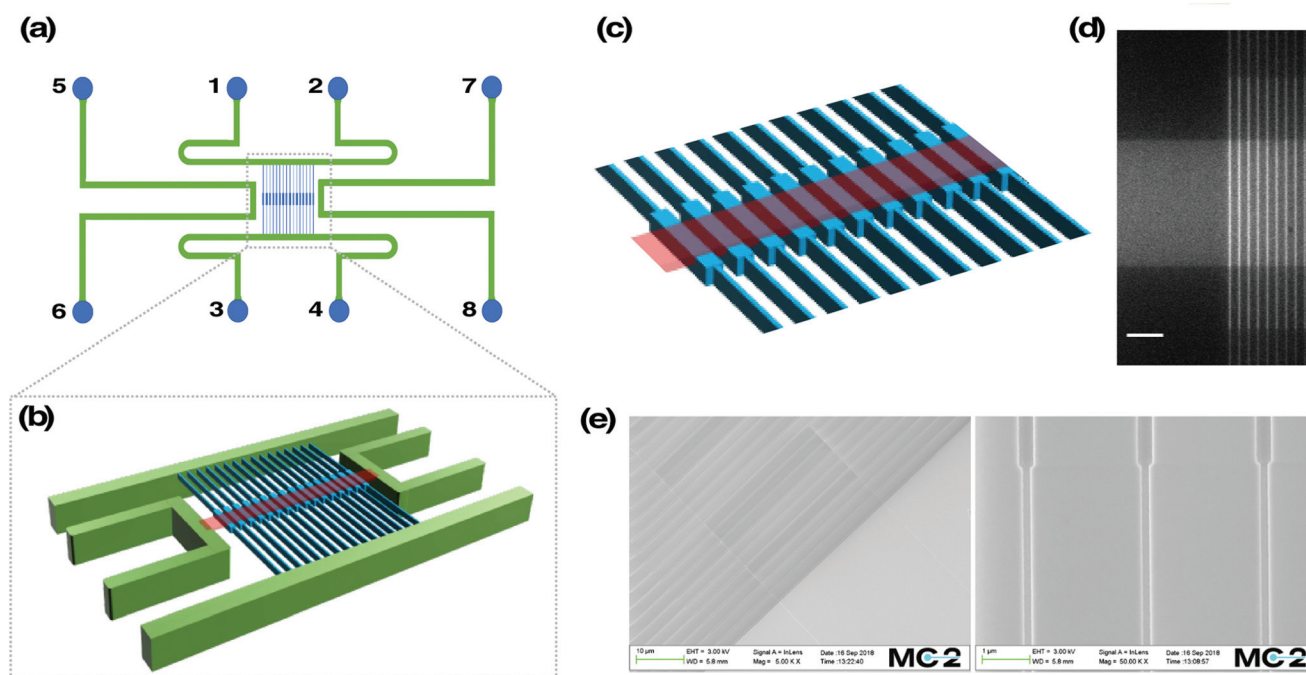 (a)
5
1
2
7
6
3
4
8
(b)
(c)
(d)
(e)
10 µm
EHT = 3.00 kV
Signal A = InLens
Date :16 Sep 2018
WD = 5.8 mm
Mag = 5.00 K X
Time :13:22:40
MC2
1 µm
EHT = 3.00 kV
Signal A = InLens
Date :16 Sep 2018
WD = 5.8 mm
Mag = 50.00 K X
Time :13:08:57
MC2